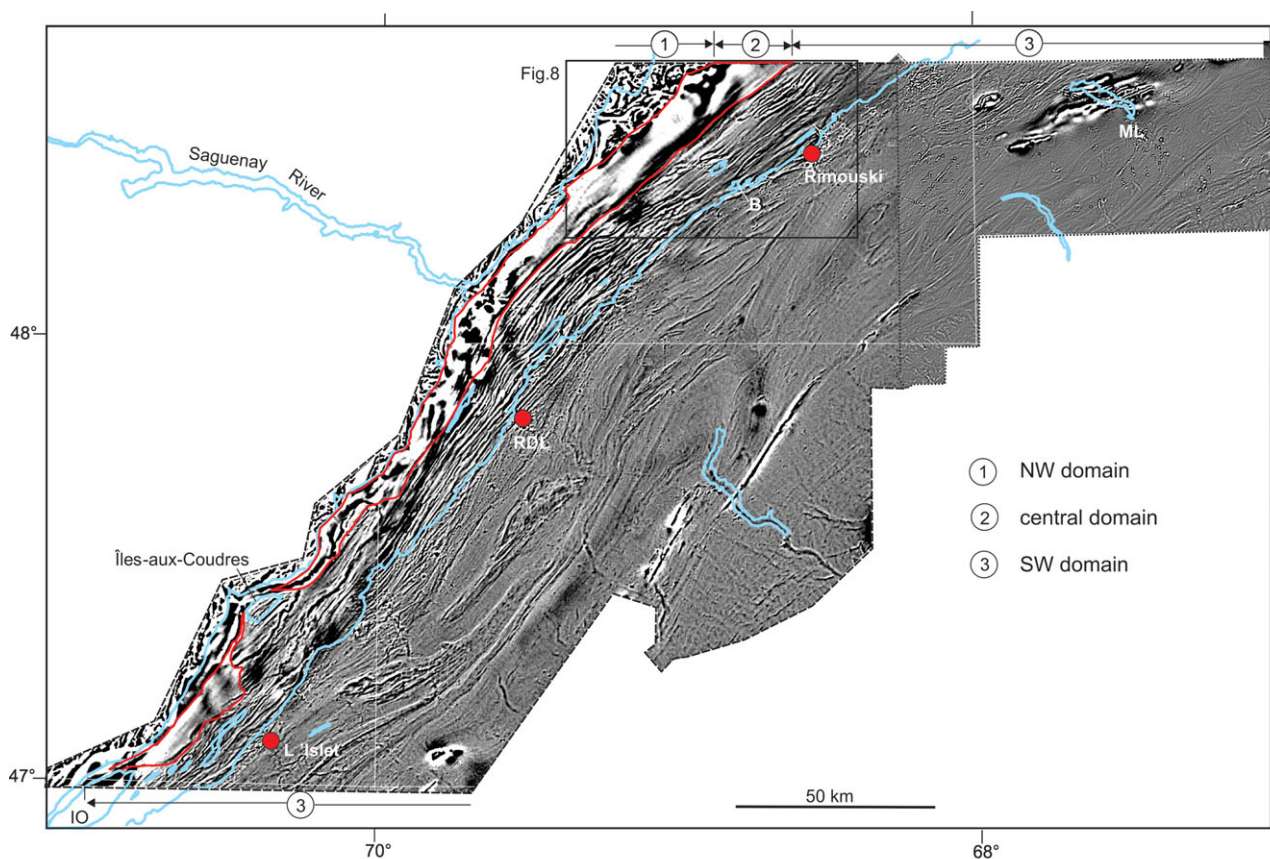 1 2 3
Fig.8
ML
Saguenay River
Rimouski
B
48°
RDL
1 NW domain
2 central domain
3 SW domain
Îles-aux-Coudres
L 'Islet
47°
50 km
IO
3
70° 68°